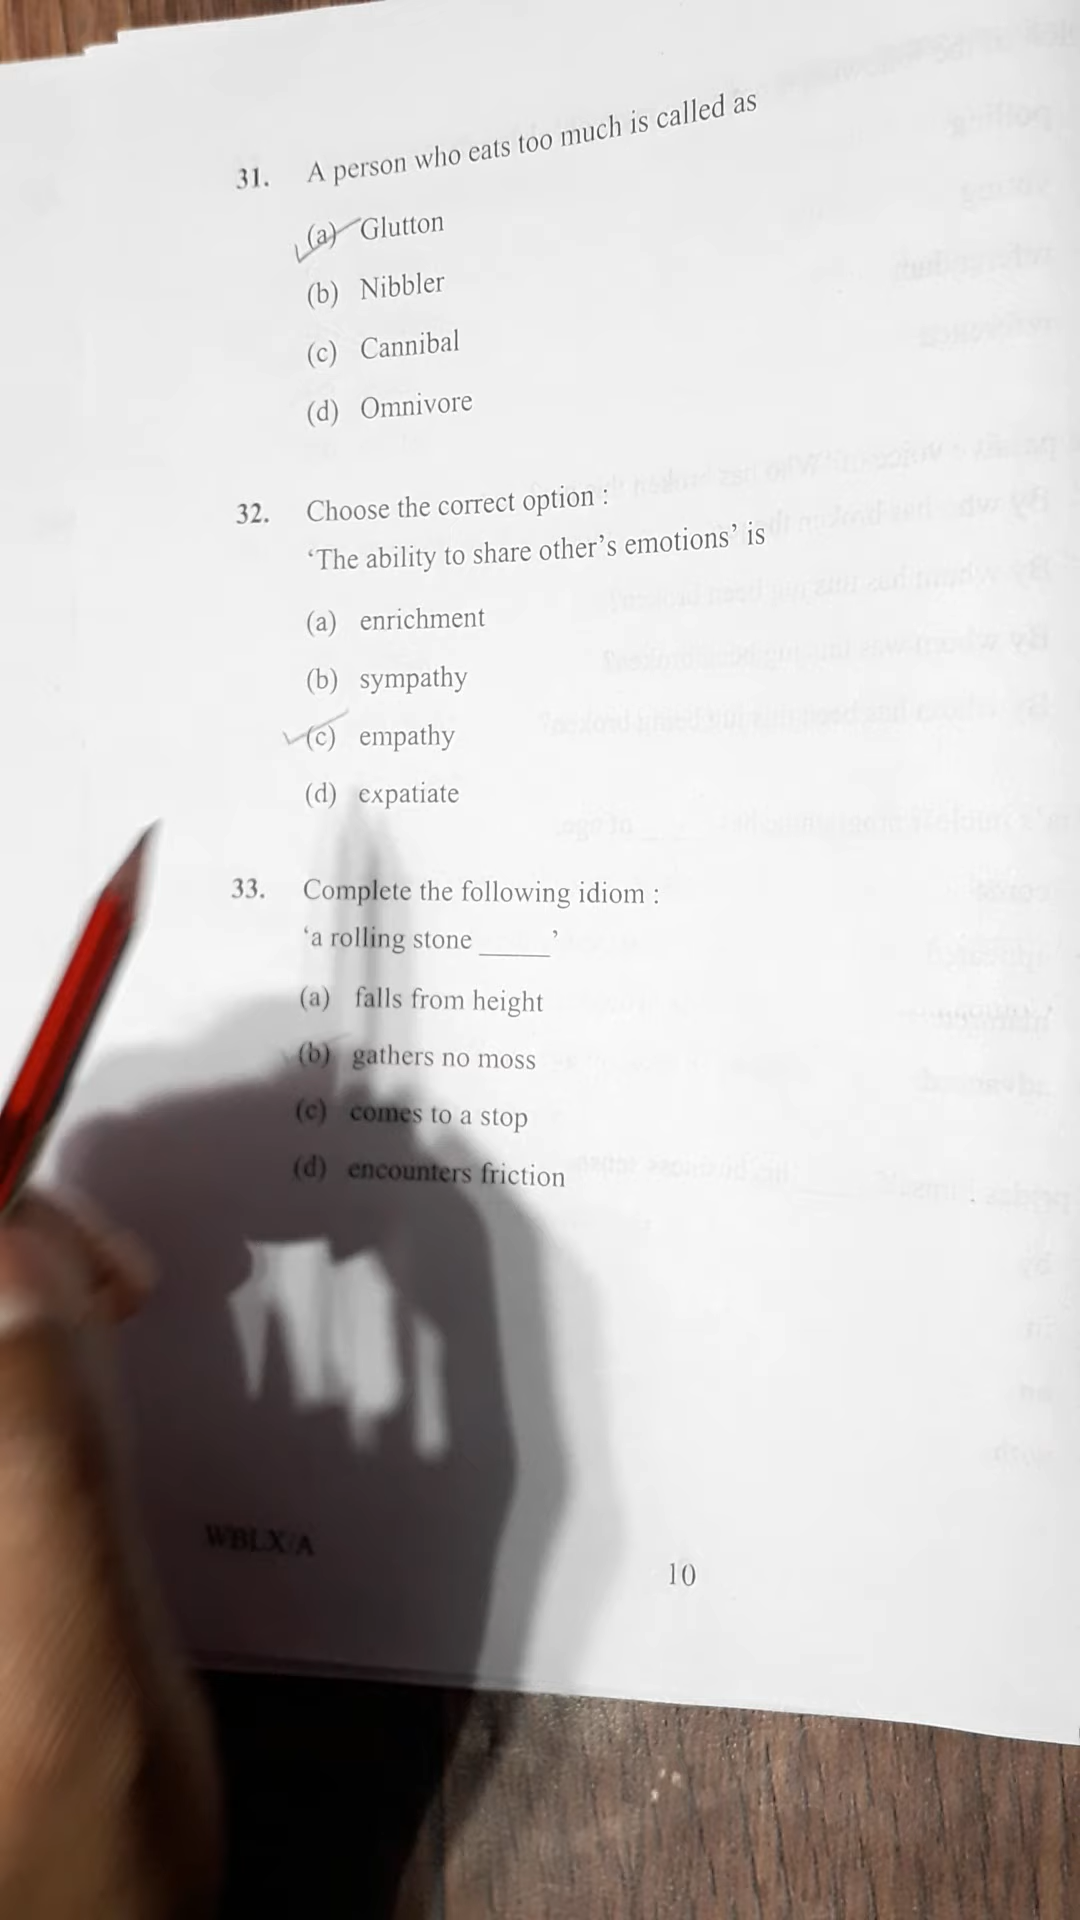 31. A person who eats too much is called as
(a) Glutton
(b) Nibbler
(c) Cannibal
(d) Omnivore
32. Choose the correct option :
‘The ability to share other’s emotions’ is
(a) enrichment
(b) sympathy
(c) empathy
(d) expatiate
33. Complete the following idiom :
‘a rolling stone _____’
(a) falls from height
(b) gathers no moss
(c) comes to a stop
(d) encounters friction
WBLX/A
10